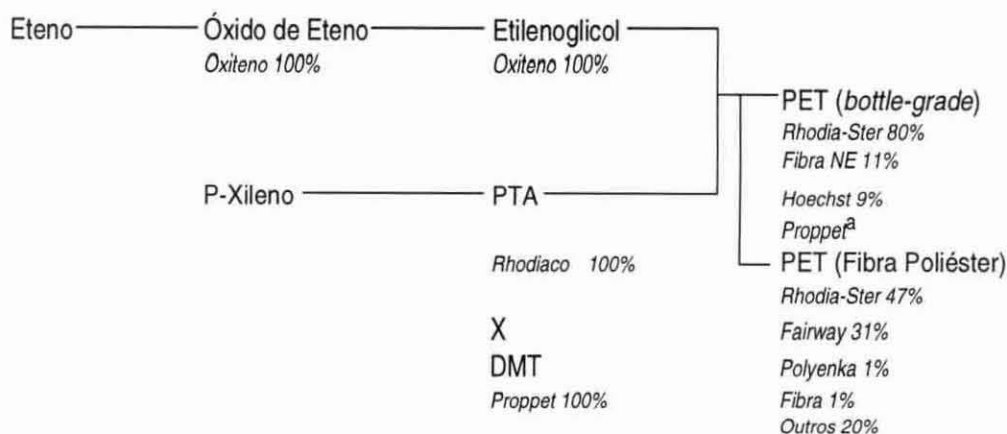 Eteno
Óxido de Eteno
Oxiteno 100%
Etilenoglicol
Oxiteno 100%
P-Xileno
PTA
Rhodiaco 100%
X
DMT
Proppet 100%
PET (bottle-grade)
Rhodia-Ster 80%
Fibra NE 11%
Hoechst 9%
Proppetª
PET (Fibra Poliéster)
Rhodia-Ster 47%
Fairway 31%
Polyenka 1%
Fibra 1%
Outros 20%